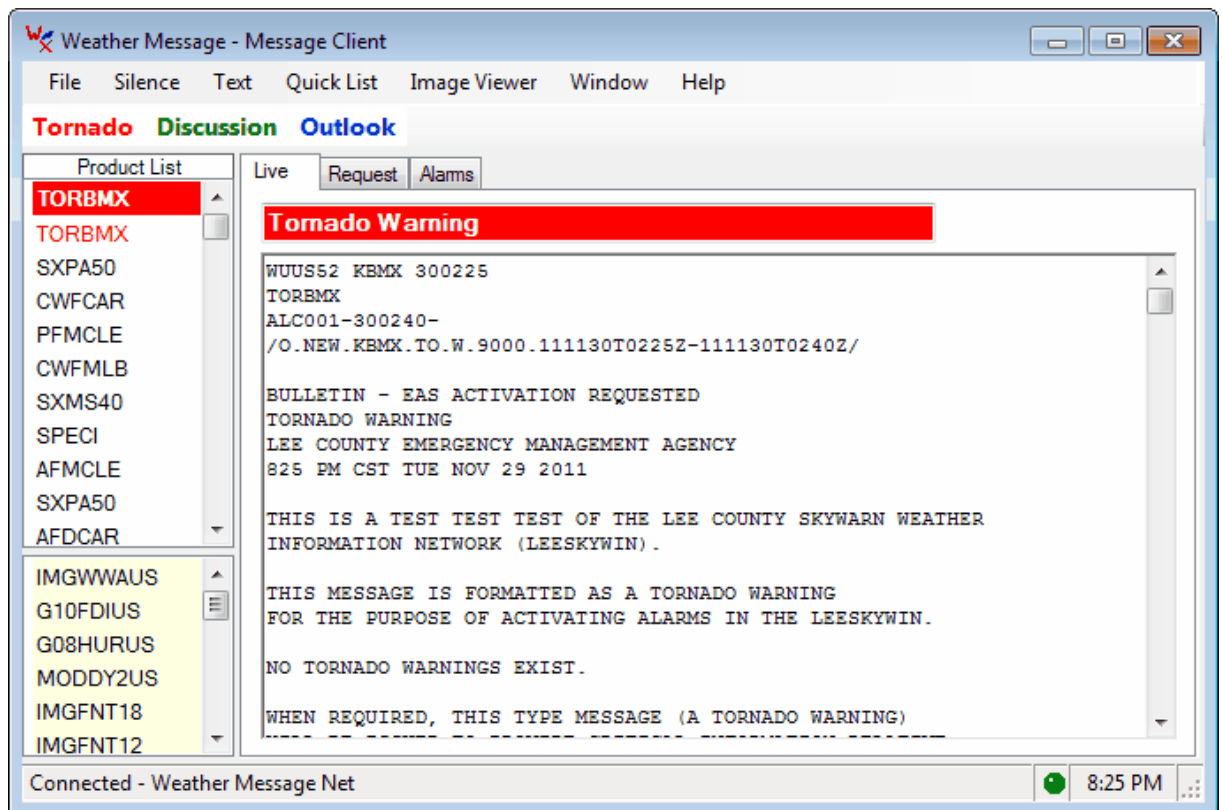 Weather Message - Message Client
File Silence Text Quick List Image Viewer Window Help
Tornado Discussion Outlook
Product List
TORBMX
TORBMX
SXPA50
CWFCAR
PFMCLE
CWFMLB
SXMS40
SPECI
AFMCLE
SXPA50
AFDCAR
IMGWWAUS
G10FDIUS
G08HURUS
MODDY2US
IMGFNT18
IMGFNT12
Live Request Alarms
Tornado Warning
WUUS52 KBMX 300225
TORBMX
ALC001-300240-
/O.NEW.KBMX.TO.W.9000.111130T0225Z-111130T0240Z/
BULLETIN - EAS ACTIVATION REQUESTED
TORNADO WARNING
LEE COUNTY EMERGENCY MANAGEMENT AGENCY
825 PM CST TUE NOV 29 2011
THIS IS A TEST TEST TEST OF THE LEE COUNTY SKYWARN WEATHER
INFORMATION NETWORK (LEESKYWIN).
THIS MESSAGE IS FORMATTED AS A TORNADO WARNING
FOR THE PURPOSE OF ACTIVATING ALARMS IN THE LEESKYWIN.
NO TORNADO WARNINGS EXIST.
WHEN REQUIRED, THIS TYPE MESSAGE (A TORNADO WARNING)
Connected - Weather Message Net
8:25 PM